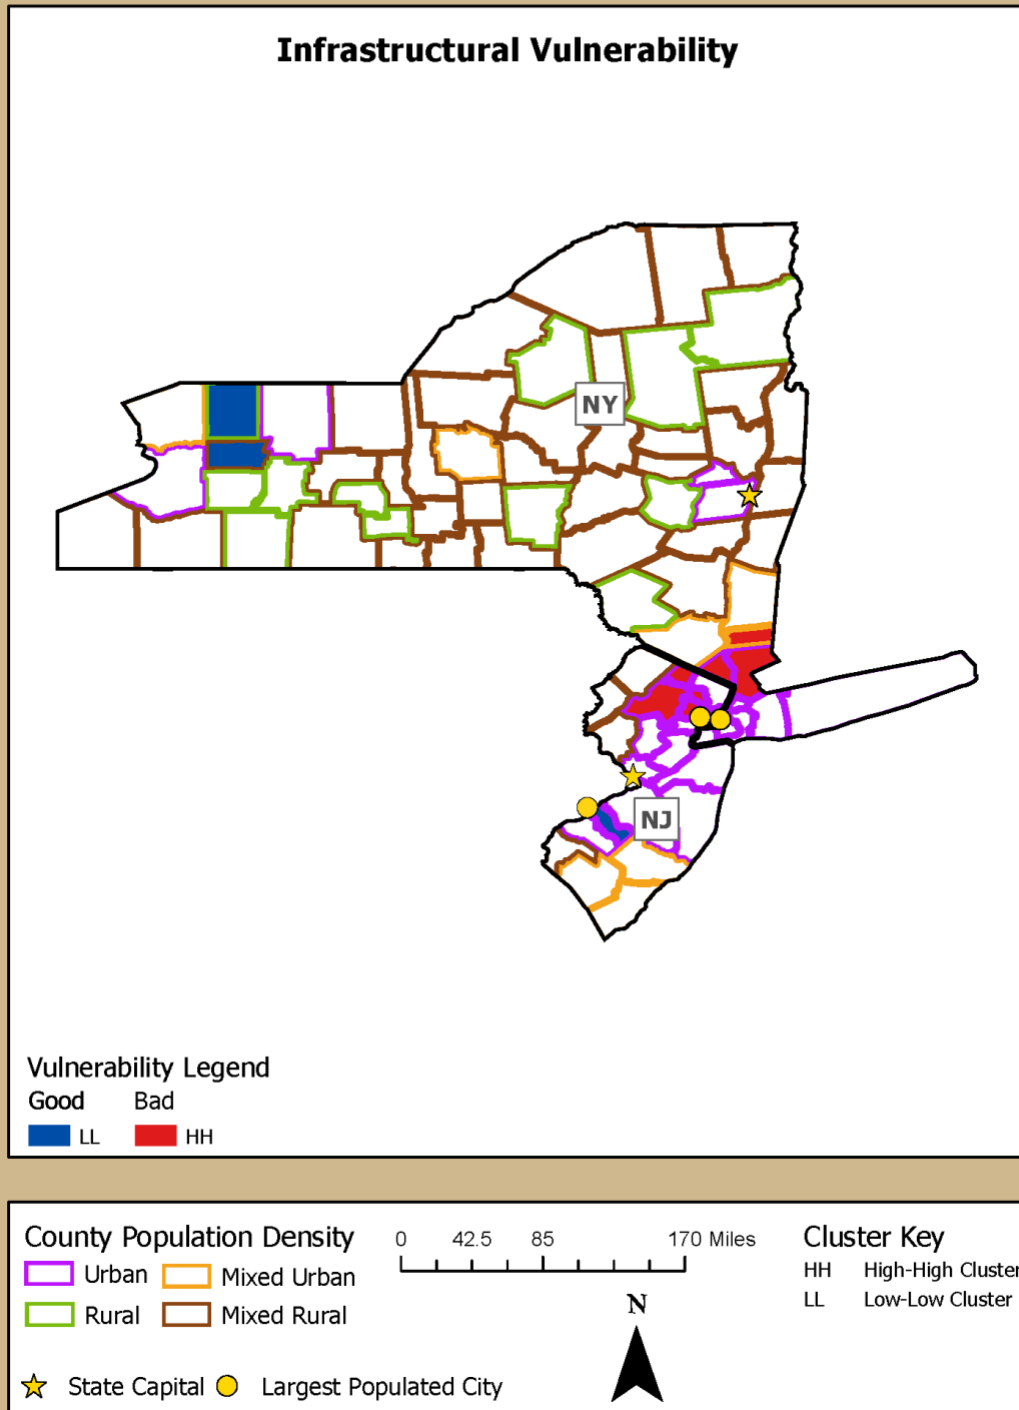 Infrastructural Vulnerability
NY
NJ
Vulnerability Legend
Good Bad
LL HH
County Population Density
Urban Mixed Urban
Rural Mixed Rural
State Capital Largest Populated City
0 42.5 85 170 Miles
N
Cluster Key
HH High-High Cluster
LL Low-Low Cluster